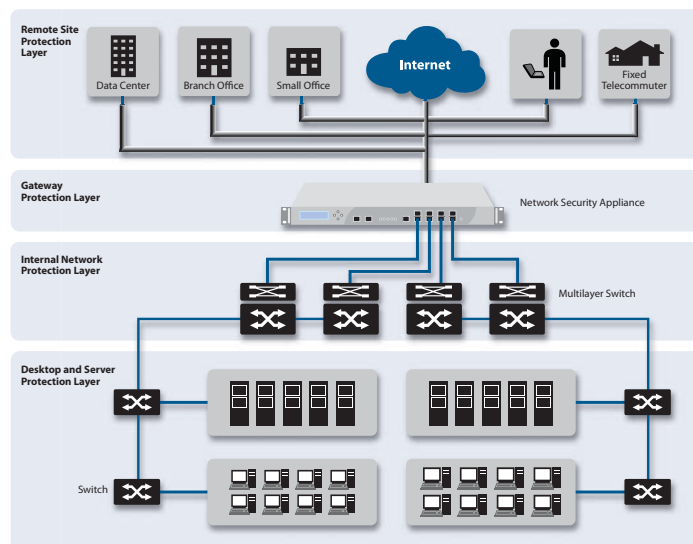 Remote Site
Protection
Layer
Data Center
Branch Office
Small Office
Internet
Fixed
Telecommuter
Gateway
Protection Layer
Network Security Appliance
Internal Network
Protection Layer
Multilayer Switch
Desktop and Server
Protection Layer
Switch